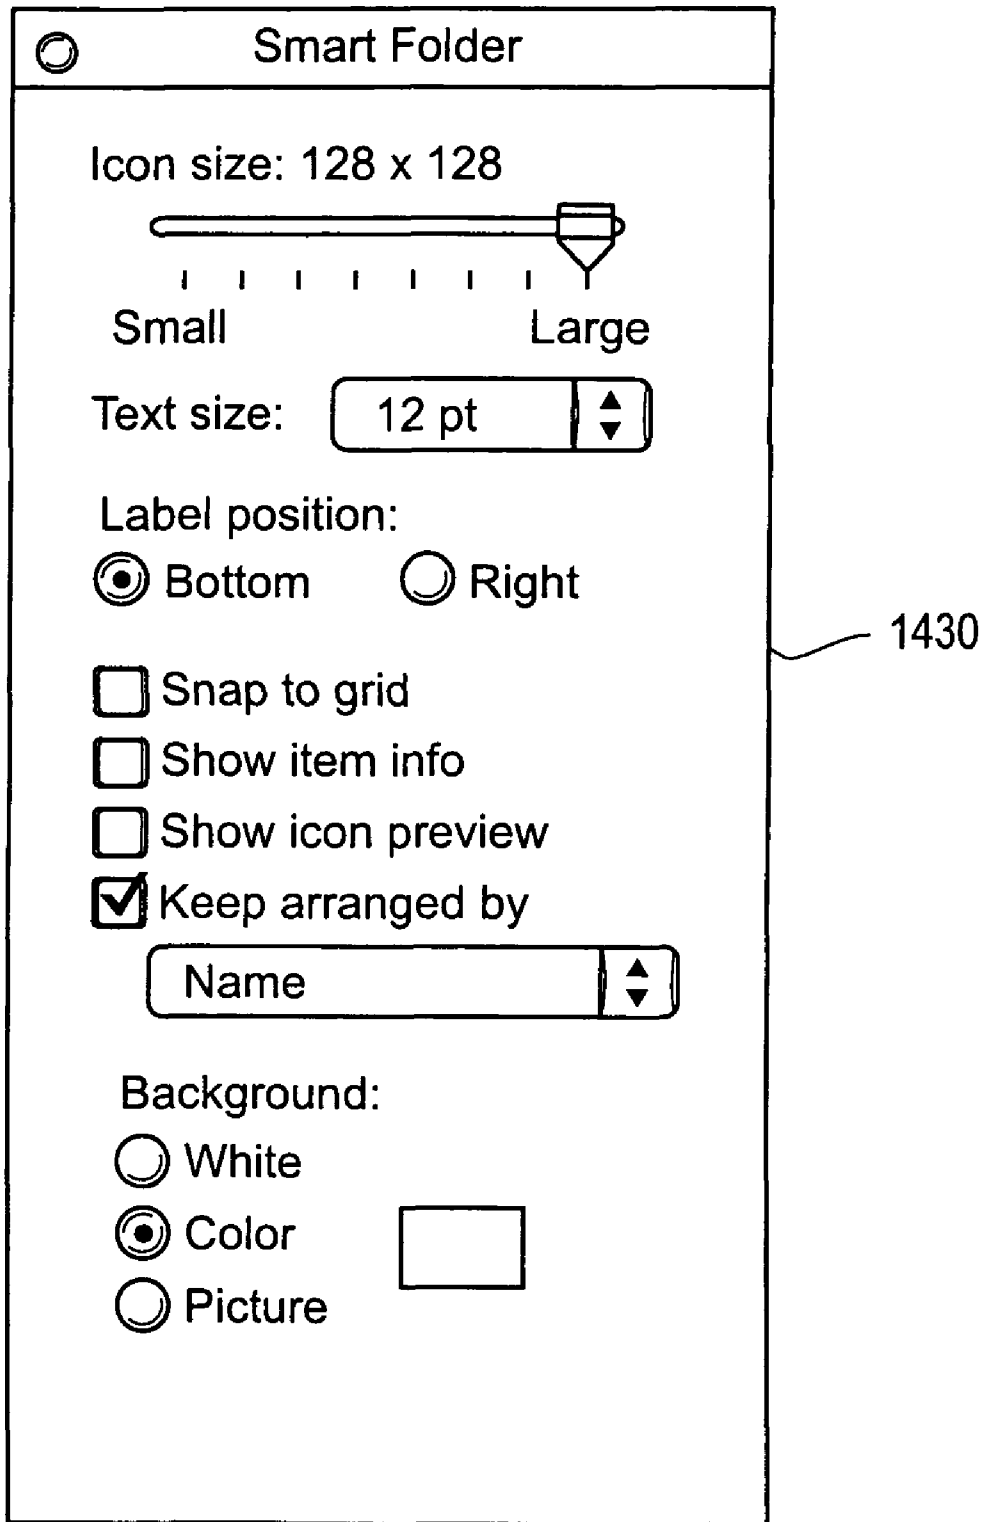 Smart Folder
Icon size: 128 x 128
Small Large
Text size: 12 pt
Label position:
Bottom Right
1430
Snap to grid
Show item info
Show icon preview
Keep arranged by
Name
Background:
White
Color
Picture